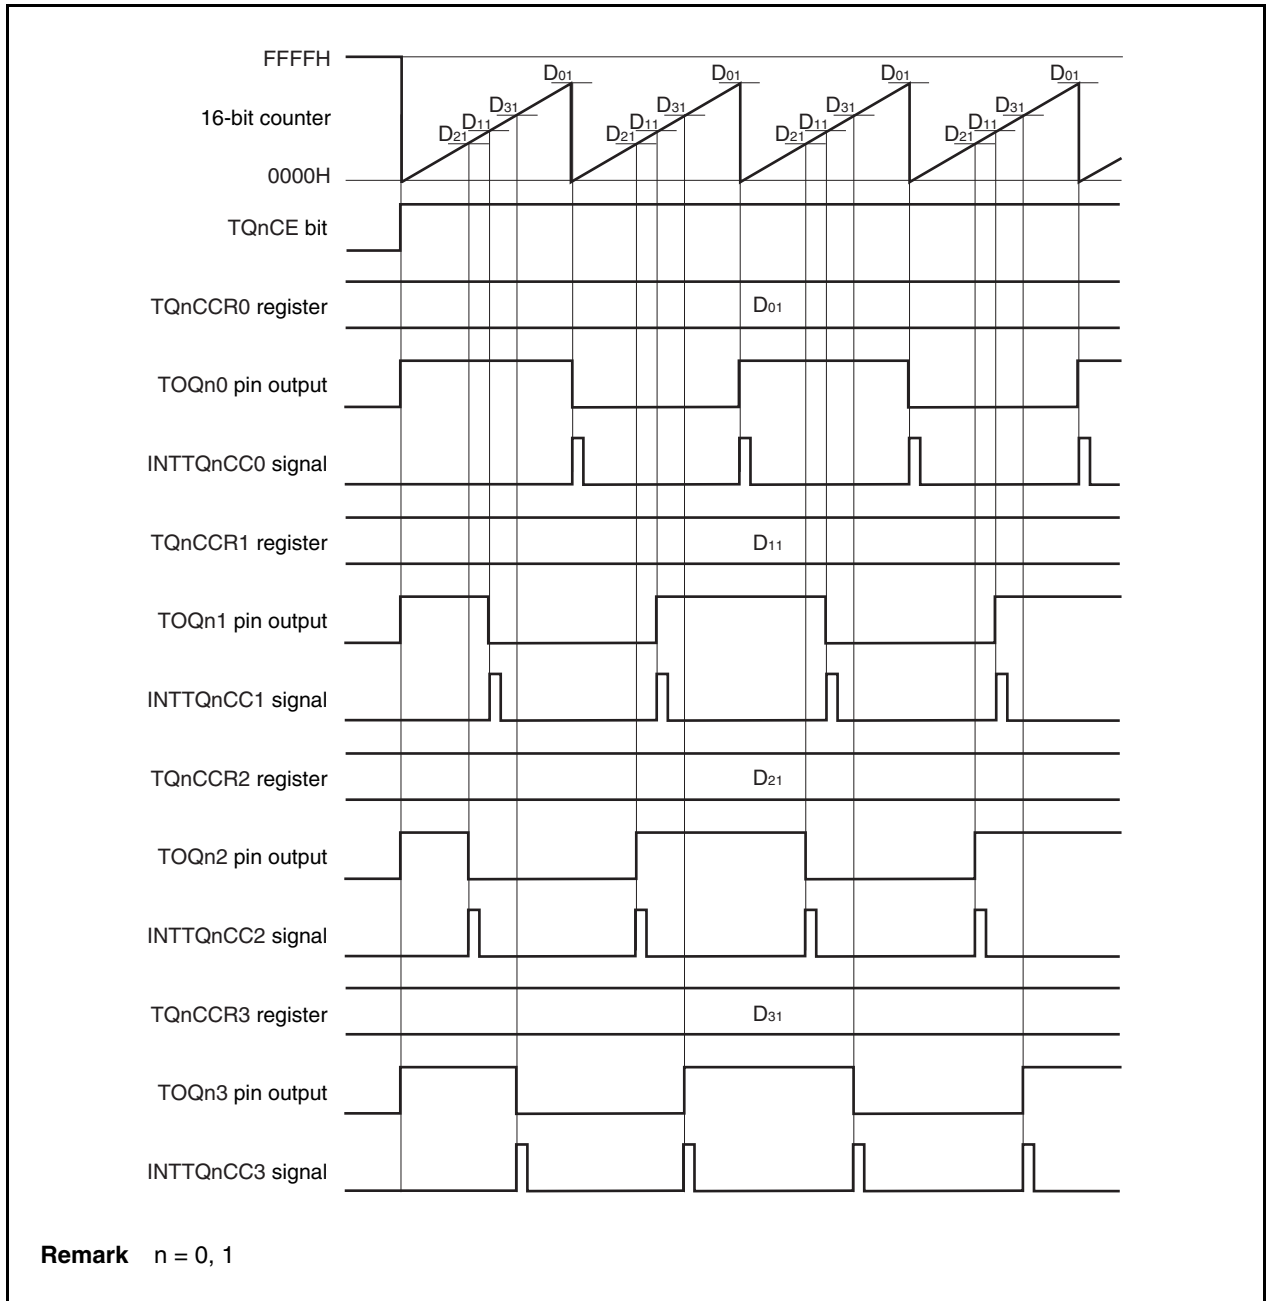 FFFFH
D01 D01 D01 D01
D31 D31 D31 D31
16-bit counter
D11 D11 D11 D11
D21 D21 D21 D21
0000H
TQnCE bit
TQnCCR0 register D01
TOQn0 pin output
INTTQnCC0 signal
TQnCCR1 register D11
TOQn1 pin output
INTTQnCC1 signal
TQnCCR2 register D21
TOQn2 pin output
INTTQnCC2 signal
TQnCCR3 register D31
TOQn3 pin output
INTTQnCC3 signal
Remark n = 0, 1